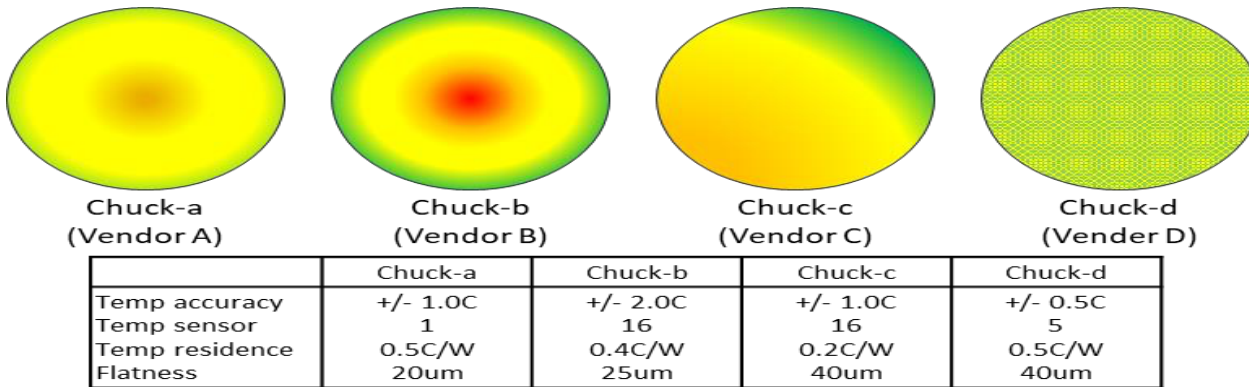 Chuck-a Chuck-b Chuck-c Chuck-d
(Vendor A) (Vendor B) (Vendor C) (Vender D)
Chuck-a Chuck-b Chuck-c Chuck-d
Temp accuracy +/- 1.0C +/- 2.0C +/- 1.0C +/- 0.5C
Temp sensor 1 16 16 5
Temp residence 0.5C/W 0.4C/W 0.2C/W 0.5C/W
Flatness 20um 25um 40um 40um